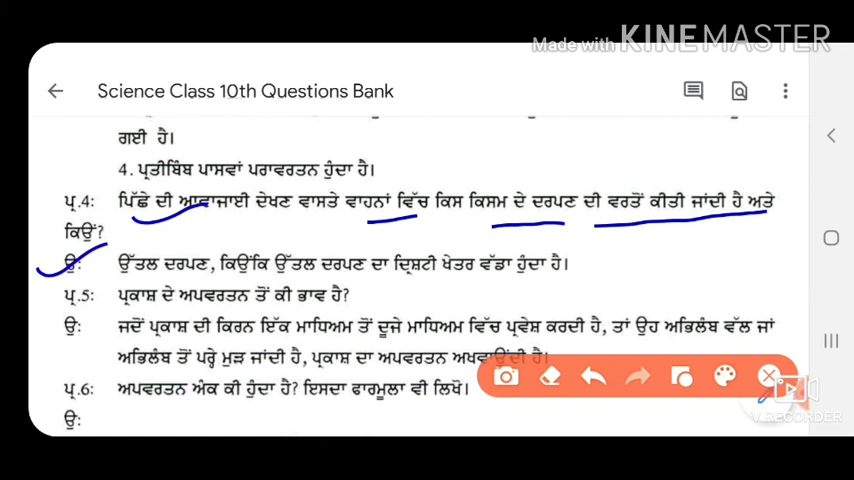 Made with KINEMASTER
Science Class 10th Questions Bank
ਗਈ ਹੈ।
4. ਪ੍ਰਤੀਬਿੰਬ ਪਾਸਵਾਂ ਪਰਾਵਰਤਨ ਹੁੰਦਾ ਹੈ।
ਪ੍ਰ.4: ਪਿੱਛੇ ਦੀ ਆਵਾਜਾਈ ਦੇਖਣ ਵਾਸਤੇ ਵਾਹਨਾਂ ਵਿੱਚ ਕਿਸ ਕਿਸਮ ਦੇ ਦਰਪਣ ਦੀ ਵਰਤੋਂ ਕੀਤੀ ਜਾਂਦੀ ਹੈ ਅਤੇ
ਕਿਉਂ?
ਉ: ਉੱਤਲ ਦਰਪਣ, ਕਿਉਂਕਿ ਉੱਤਲ ਦਰਪਣ ਦਾ ਦ੍ਰਿਸ਼ਟੀ ਖੇਤਰ ਵੱਡਾ ਹੁੰਦਾ ਹੈ।
ਪ੍ਰ.5: ਪ੍ਰਕਾਸ਼ ਦੇ ਅਪਵਰਤਨ ਤੋਂ ਕੀ ਭਾਵ ਹੈ?
ਉ: ਜਦੋਂ ਪ੍ਰਕਾਸ਼ ਦੀ ਕਿਰਨ ਇੱਕ ਮਾਧਿਅਮ ਤੋਂ ਦੂਜੇ ਮਾਧਿਅਮ ਵਿੱਚ ਪ੍ਰਵੇਸ਼ ਕਰਦੀ ਹੈ, ਤਾਂ ਉਹ ਅਭਿਲੰਬ ਵੱਲ ਜਾਂ
ਅਭਿਲੰਬ ਤੋਂ ਪਰ੍ਹੇ ਮੁੜ ਜਾਂਦੀ ਹੈ, ਪ੍ਰਕਾਸ਼ ਦਾ ਅਪਵਰਤਨ ਅਖਵਾਉਂਦੀ ਹੈ।
ਪ੍ਰ.6: ਅਪਵਰਤਨ ਅੰਕ ਕੀ ਹੁੰਦਾ ਹੈ? ਇਸਦਾ ਫਾਰਮੂਲਾ ਵੀ ਲਿਖੋ।
V RECORDER
ਉ: